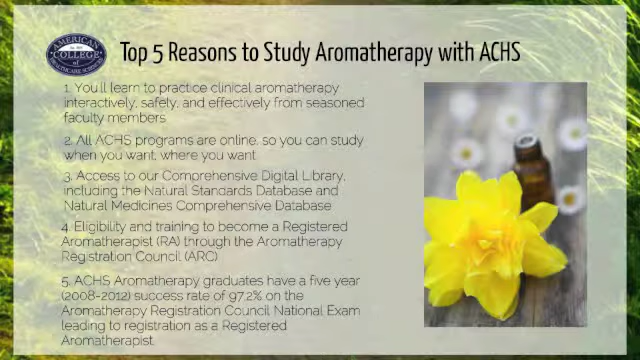 AMERICAN
COLLEGE
of
HEALTHCARE SCIENCES
Top 5 Reasons to Study Aromatherapy with ACHS
1. You'll learn to practice clinical aromatherapy
interactively, safely, and effectively from seasoned
faculty members
2. All ACHS programs are online, so you can study
when you want, where you want
3. Access to our Comprehensive Digital Library,
including the Natural Standards Database and
Natural Medicines Comprehensive Database
4. Eligibility and training to become a Registered
Aromatherapist (RA) through the Aromatherapy
Registration Council (ARC)
5. ACHS Aromatherapy graduates have a five year
(2008-2012) success rate of 97.2% on the
Aromatherapy Registration Council National Exam
leading to registration as a Registered
Aromatherapist.